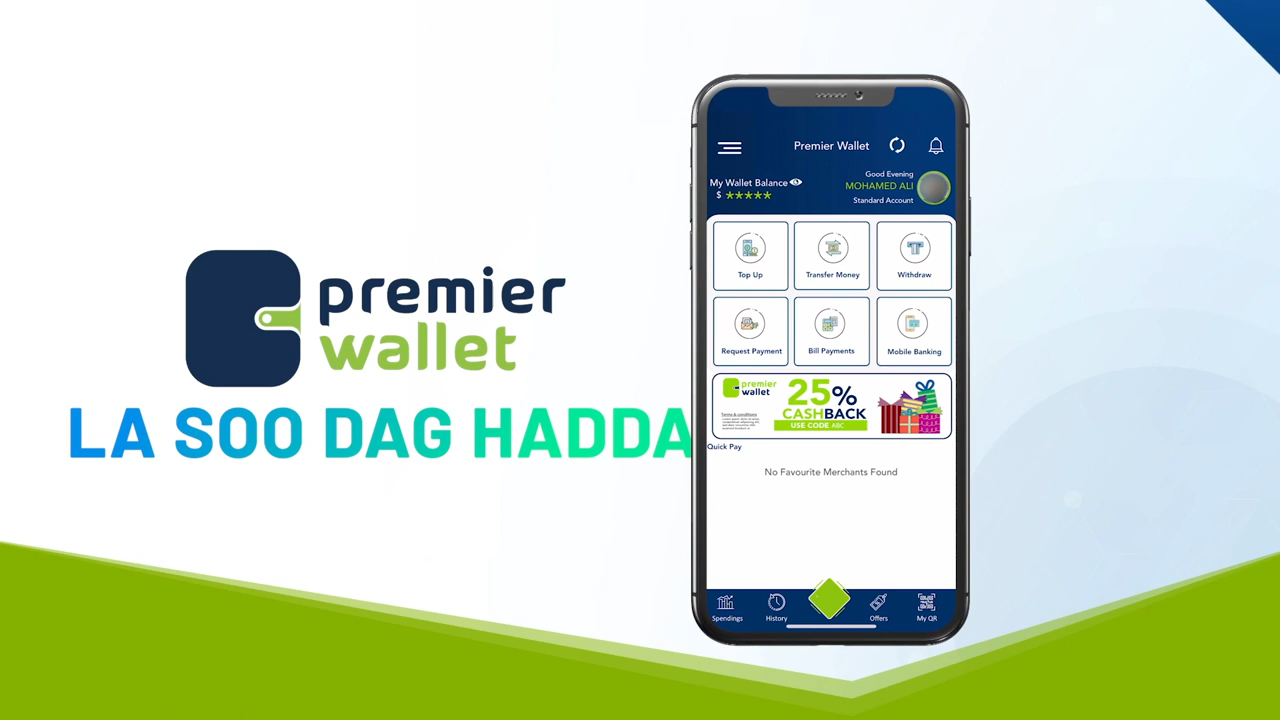 premier
wallet
LA SOO DAG HADDA
Premier Wallet
My Wallet Balance
$ *****
Good Evening
MOHAMED ALI
Standard Account
Top Up
Transfer Money
Withdraw
Request Payment
Bill Payments
Mobile Banking
premier
wallet
Terms & conditions
25%
CASHBACK
USE CODE ABC
Quick Pay
No Favourite Merchants Found
Spendings
History
Offers
My QR